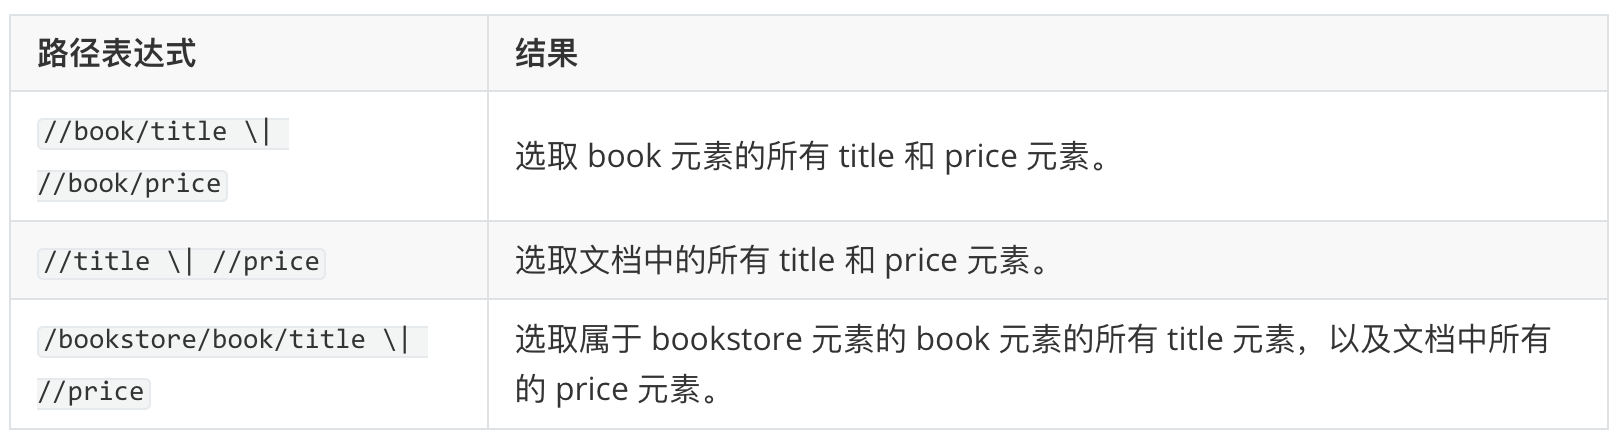 路径表达式
结果
//book/title \|
//book/price
选取 book 元素的所有 title 和 price 元素。
//title \| //price
选取文档中的所有 title 和 price 元素。
/bookstore/book/title \|
//price
选取属于 bookstore 元素的 book 元素的所有 title 元素，以及文档中所有
的 price 元素。